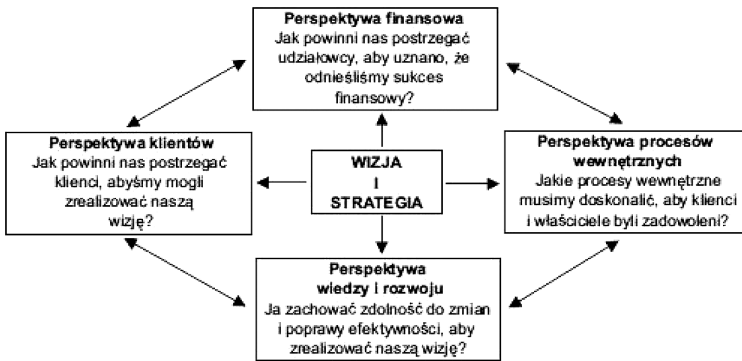 Perspektywa finansowa
Jak powinni nas postrzegać
udziałowcy, aby uznano, że
odnieśliśmy sukces
finansowy?
Perspektywa klientów
Jak powinni nas postrzegać
klienci, abyśmy mogli
zrealizować naszą
wizję?
WIZJA
I
STRATEGIA
Perspektywa procesów
wewnętrznych
Jakie procesy wewnętrzne
musimy doskonalić, aby klienci
i właściciele byli zadowoleni?
Perspektywa
wiedzy i rozwoju
Ja zachować zdolność do zmian
i poprawy efektywności, aby
zrealizować naszą wizję?